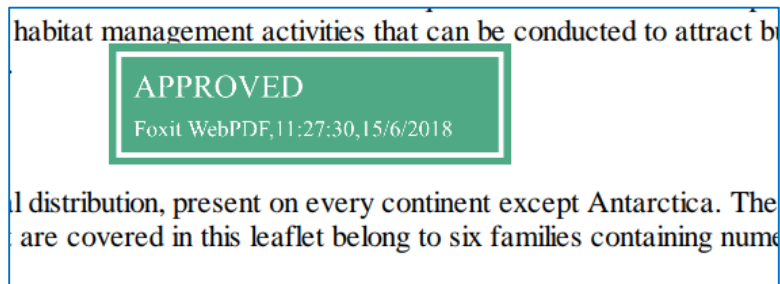 habitat management activities that can be conducted to attract
APPROVED
Foxit WebPDF,11:27:30,15/6/2018
distribution, present on every continent except Antarctica. The
are covered in this leaflet belong to six families containing